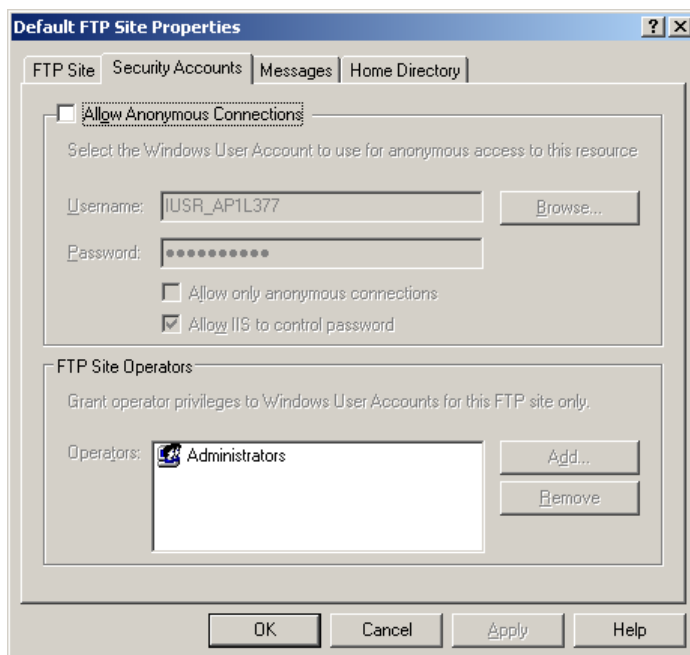 Default FTP Site Properties
FTP Site Security Accounts Messages Home Directory
Allow Anonymous Connections
Select the Windows User Account to use for anonymous access to this resource
Username: IUSR_AP1L377 Browse...
Password: ●●●●●●●●●●
Allow only anonymous connections
Allow IIS to control password
FTP Site Operators
Grant operator privileges to Windows User Accounts for this FTP site only.
Operators: Administrators Add...
Remove
OK Cancel Apply Help